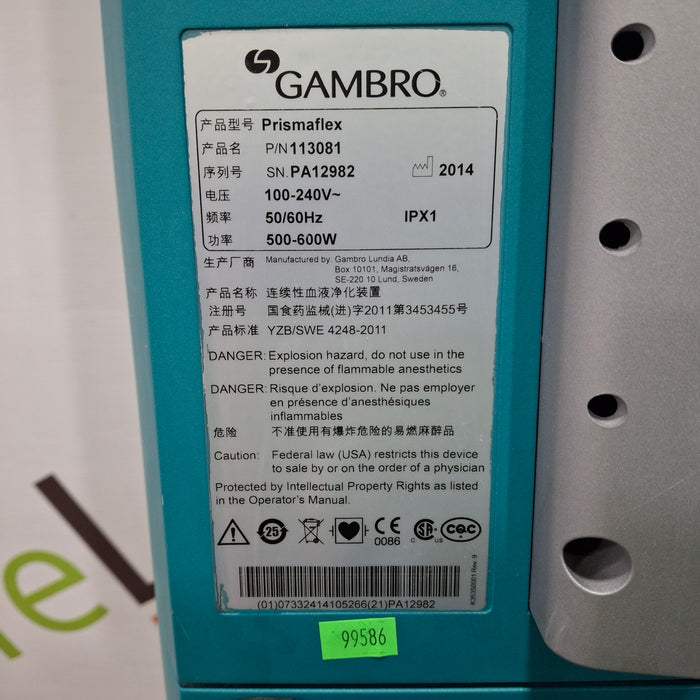 GAMBRO®
产品型号 Prismaflex
产品名 P/N 113081
序列号 SN. PA12982 2014
电压 100-240V~
频率 50/60Hz IPX1
功率 500-600W
生产厂商 Manufactured by: Gambro Lundia AB,
Box 10101, Magistratsvägen 16,
SE-220 10 Lund, Sweden
产品名称 连续性血液净化装置
注册号 国食药监械(进)字2011第3453455号
产品标准 YZB/SWE 4248-2011
DANGER: Explosion hazard, do not use in the
presence of flammable anesthetics
DANGER: Risque d'explosion. Ne pas employer
en présence d'anesthésiques
inflammables
危险 不准使用有爆炸危险的易燃麻醉品
Caution: Federal law (USA) restricts this device
to sale by or on the order of a physician
Protected by Intellectual Property Rights as listed
in the Operator's Manual.
25 CE 0086 C SA US CQC
K35350001 Rev. 9
(01)07332414105266(21)PA12982
99586